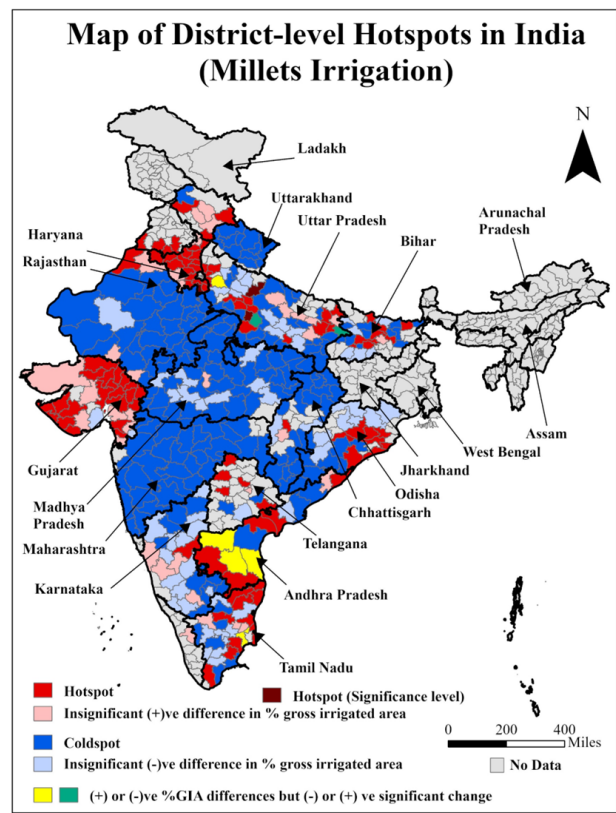 Map of District-level Hotspots in India
(Millets Irrigation)
N
Ladakh
Uttarakhand
Uttar Pradesh
Arunachal
Pradesh
Haryana
Bihar
Rajasthan
Gujarat
Assam
West Bengal
Jharkhand
Odisha
Madhya
Pradesh
Chhattisgarh
Maharashtra
Telangana
Karnataka
Andhra Pradesh
Tamil Nadu
Hotspot
Hotspot (Significance level)
Insignificant (+)ve difference in % gross irrigated area
Coldspot
Insignificant (-)ve difference in % gross irrigated area
(+) or (-)ve %GIA differences but (-) or (+) ve significant change
0 200 400
Miles
No Data